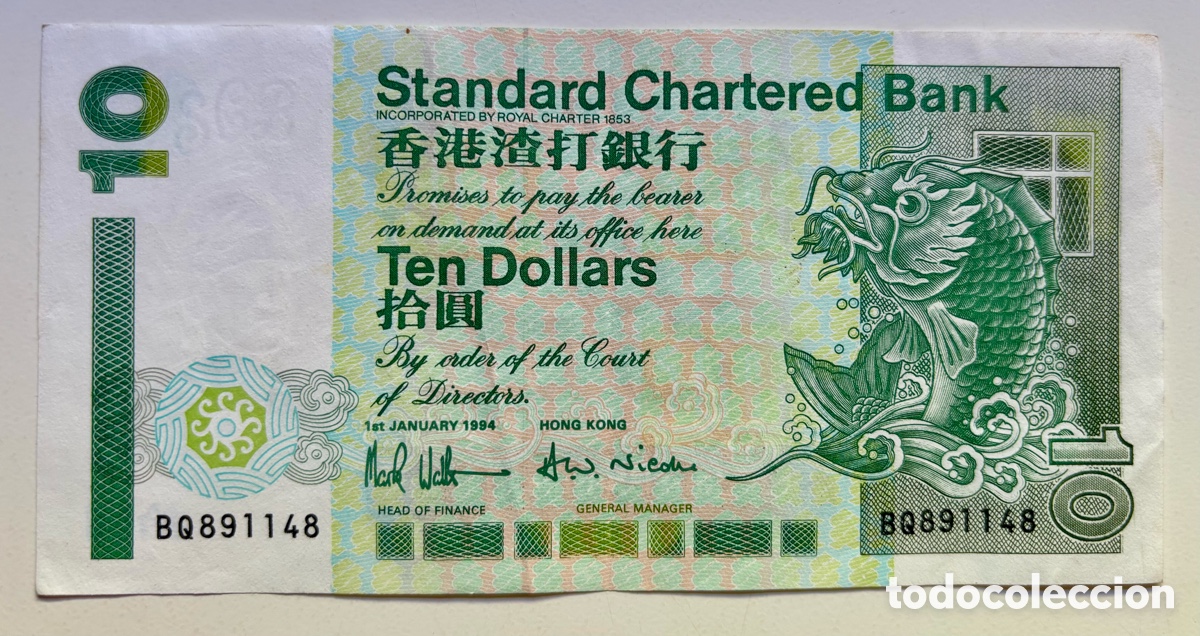 10
Standard Chartered Bank
INCORPORATED BY ROYAL CHARTER 1853
香港渣打銀行
Promises to pay the bearer
on demand at its office here
Ten Dollars
拾圓
By order of the Court
of Directors.
1st JANUARY 1994 HONG KONG
Mark
HEAD OF FINANCE GENERAL MANAGER
BQ891148
BQ891148
10
todocoleccion